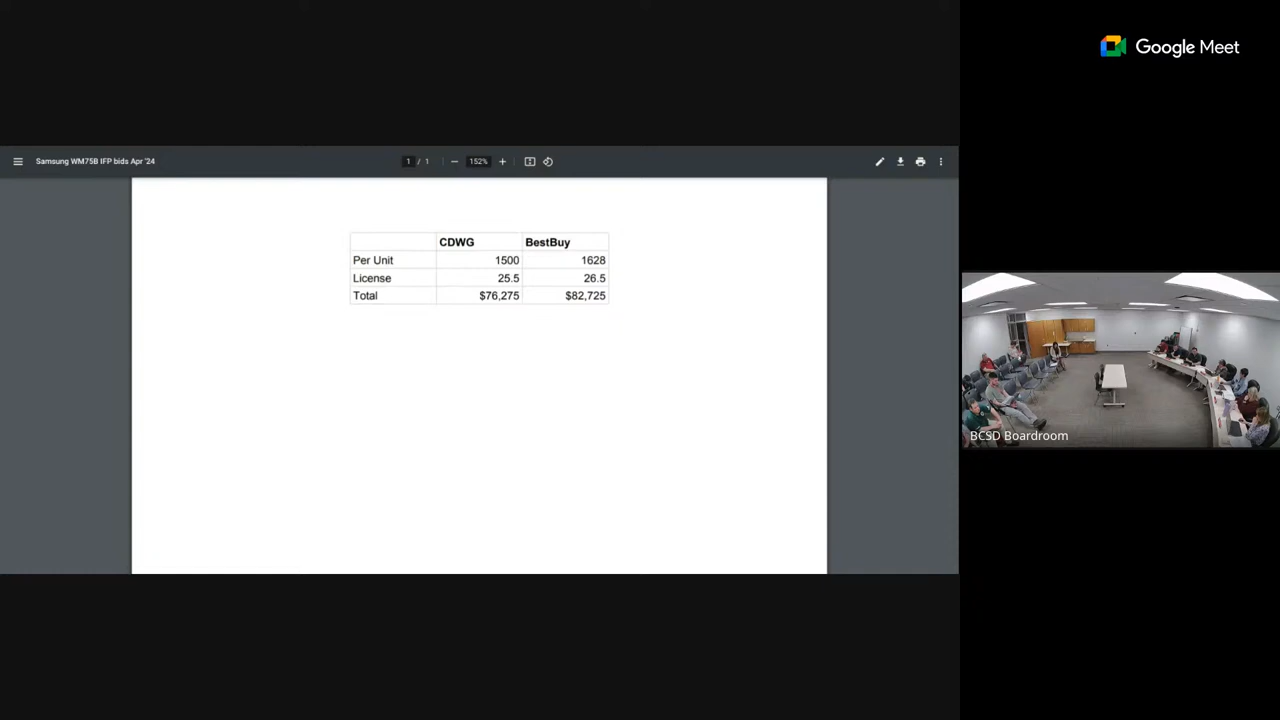 Google Meet
Samsung WM75B IFP bids Apr '24
1 / 1
152%
CDWG BestBuy
Per Unit 1500 1628
License 25.5 26.5
Total $76,275 $82,725
BCSD Boardroom